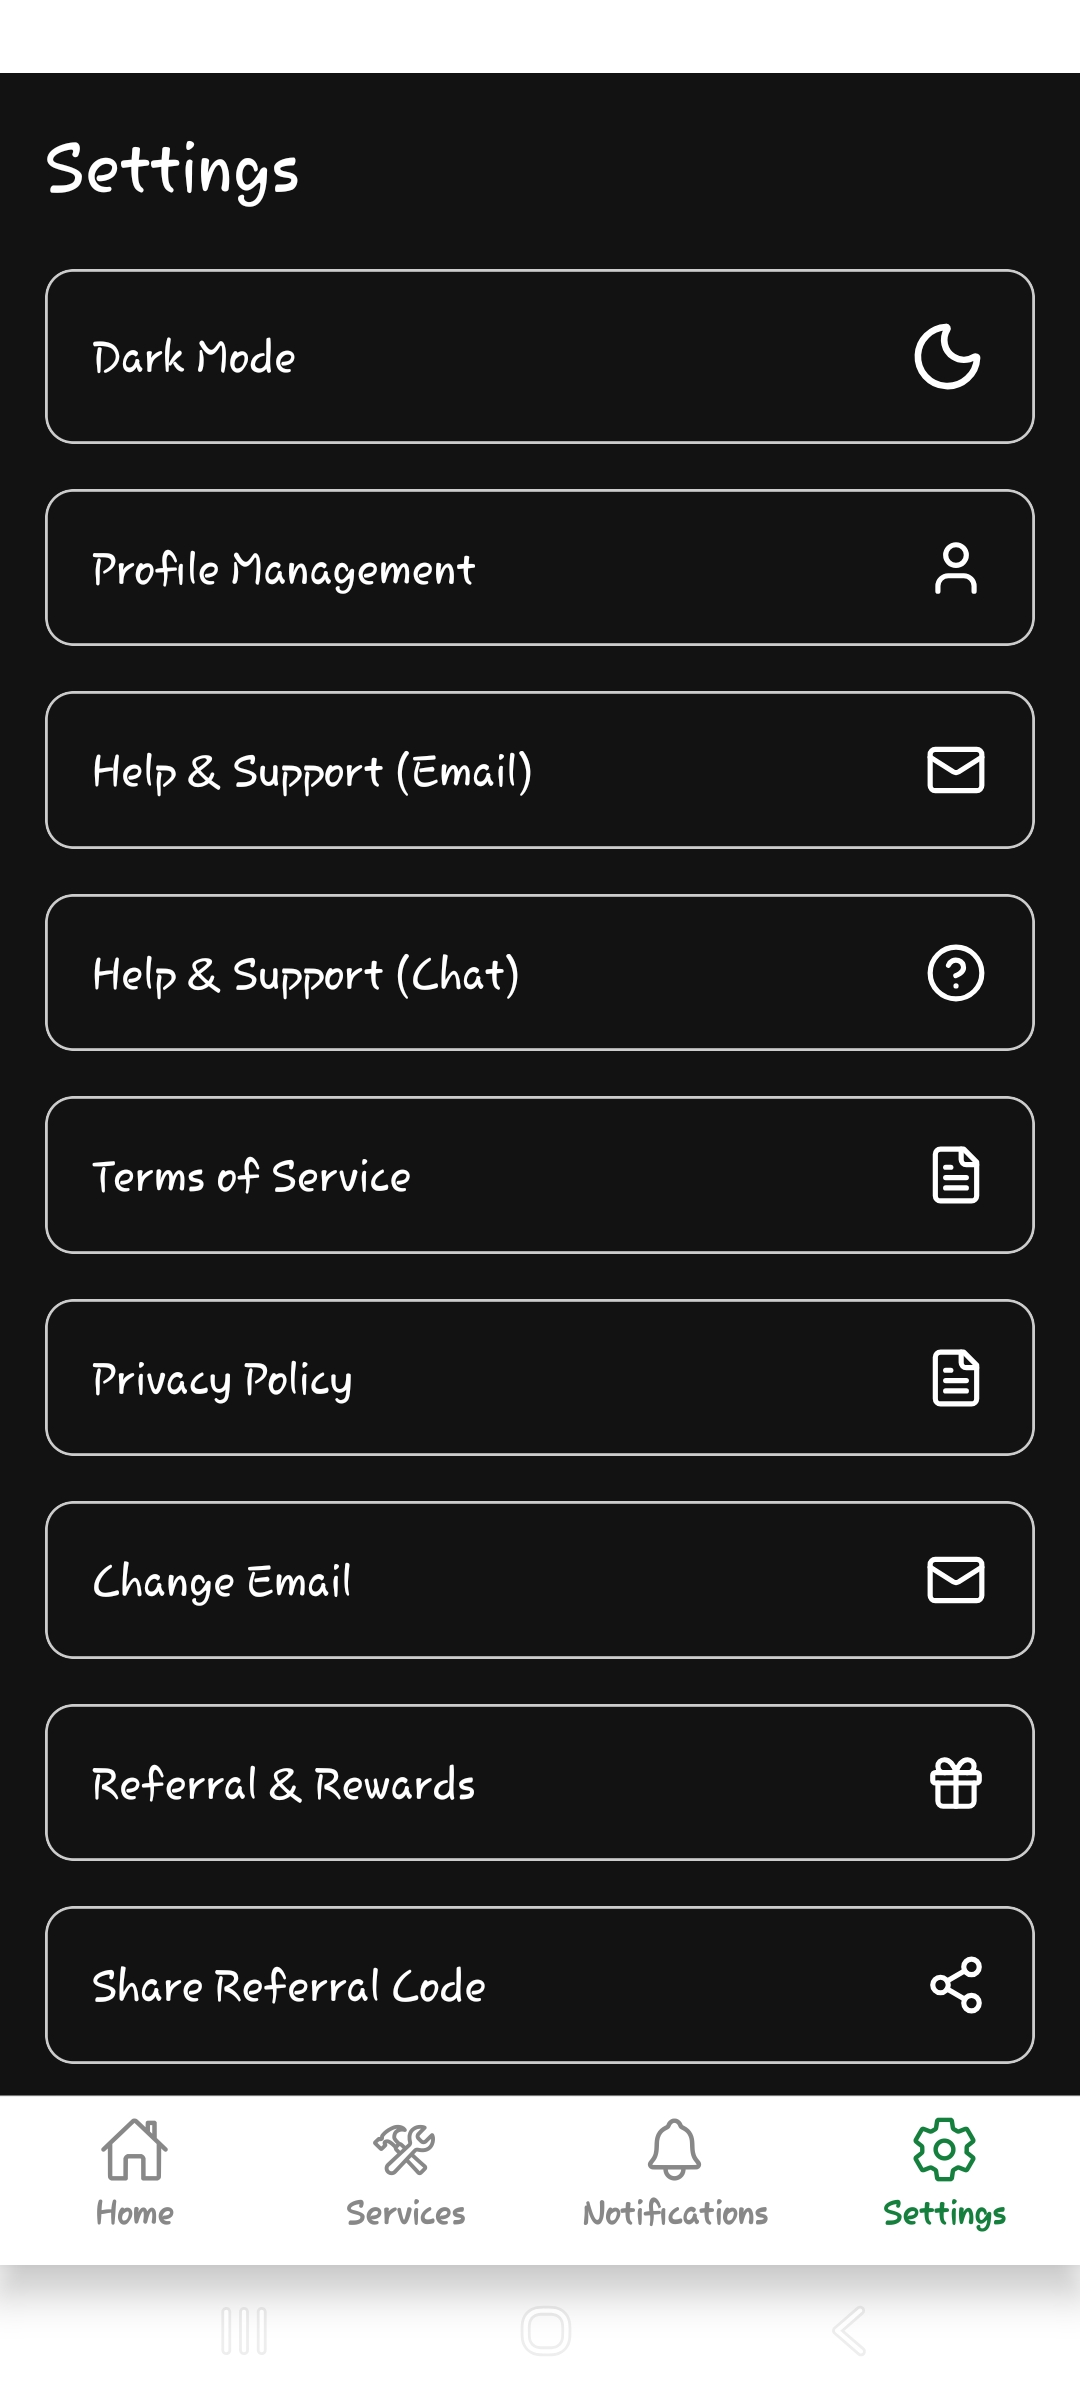 Settings
Dark Mode
Profile Management
Help & Support (Email)
Help & Support (Chat)
Terms of Service
Privacy Policy
Change Email
Referral & Rewards
Share Referral Code
Home Services Notifications Settings